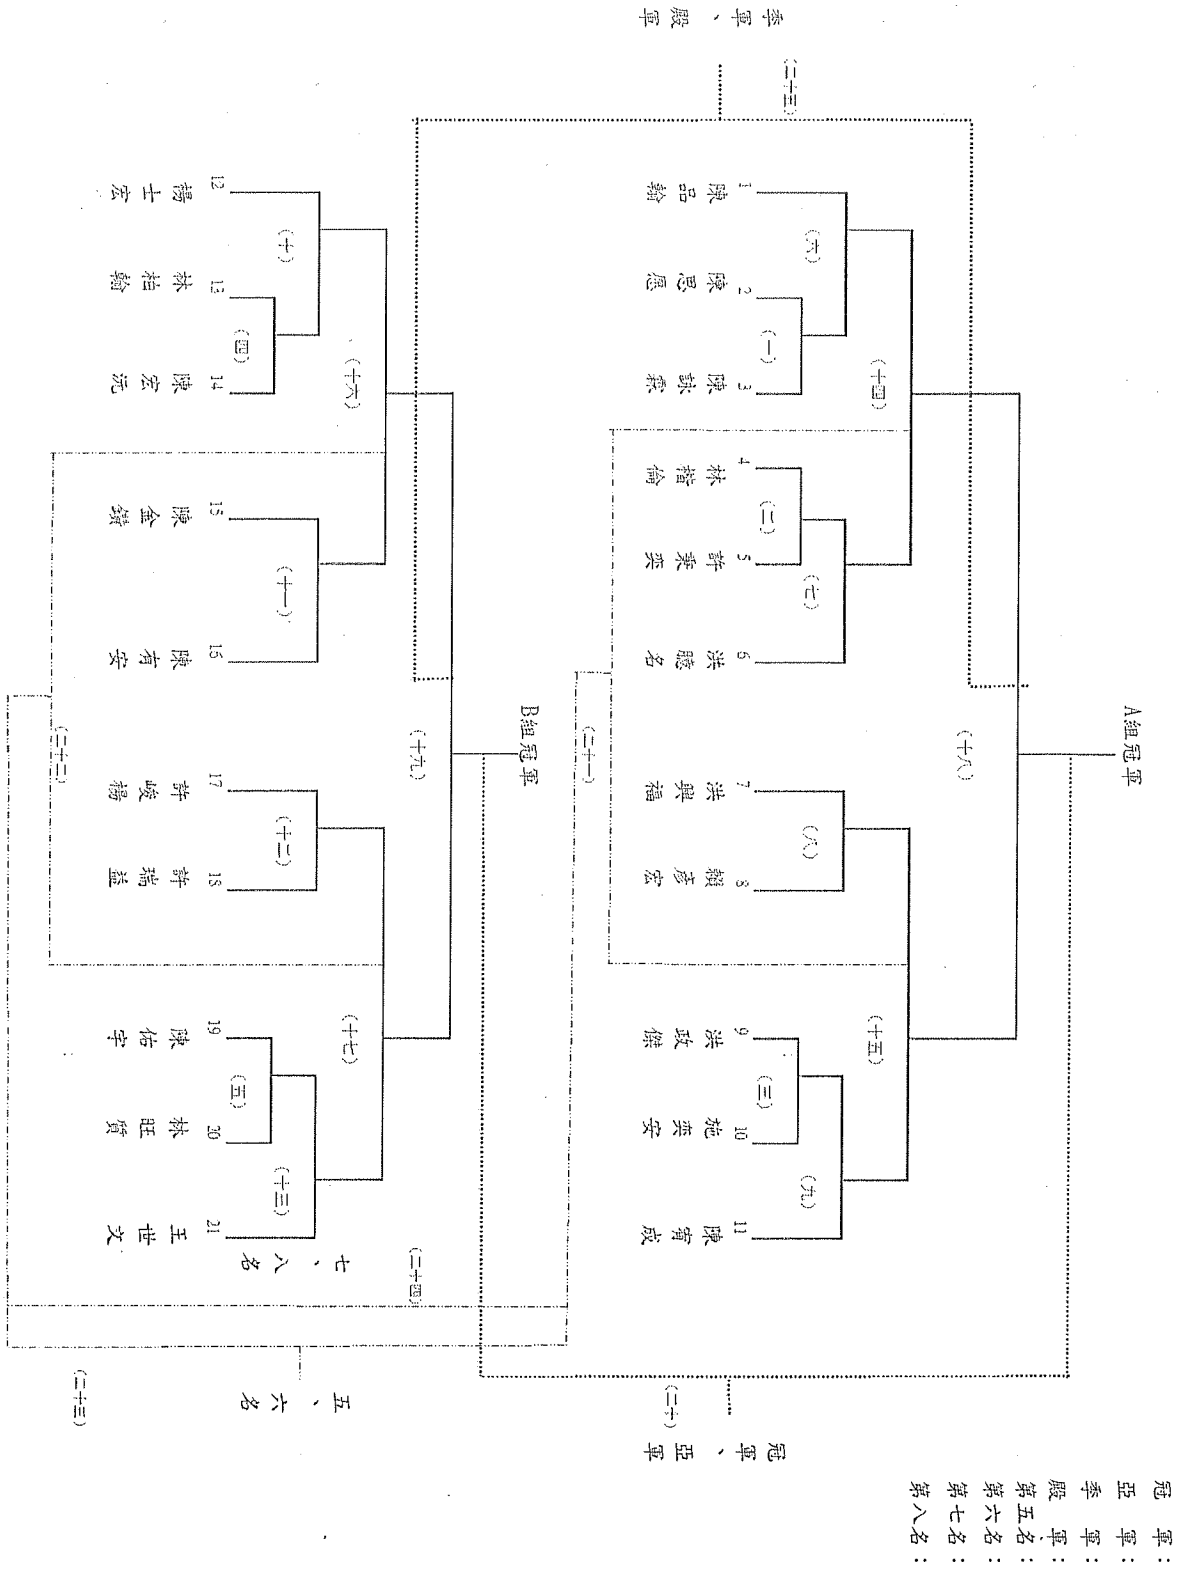 季軍、殿軍
(二十三)
A組冠軍
(十八)
(十四)
(十五)
(六)
(七)
(八)
(九)
(一)
(二)
(三)
1 陳品翰
2 陳思愿
3 陳詠霖
4 林楷倫
5 許秉奕
6 洪聰名
7 洪興福
8 賴彥宏
9 洪政傑
10 施奕安
11 陳宥成
(二十一)
B組冠軍
(十九)
(十六)
(十七)
(十)
(十一)
(十二)
(十三)
(四)
(五)
12 楊士宏
13 林柏翰
14 陳宏沅
15 陳金鑽
16 陳有安
17 許峻楊
18 許瑞益
19 陳佑宇
20 林旺質
21 王世文
(二十二)
七、八名
(二十四)
五、六名
(二十三)
(二十)
冠軍、亞軍
冠 軍:
亞 軍:
季 軍:
殿 軍:
第五名:
第六名:
第七名:
第八名: